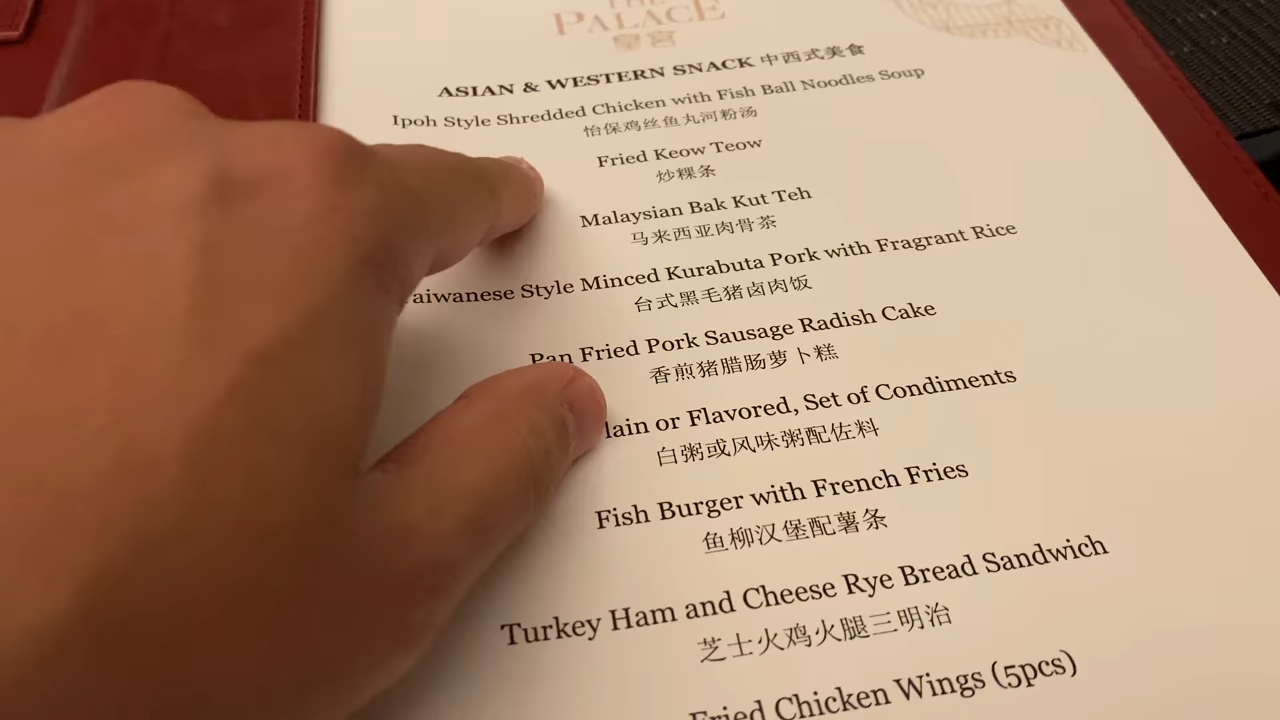 THE
PALACE
皇宮
ASIAN & WESTERN SNACK 中西式美食
Ipoh Style Shredded Chicken with Fish Ball Noodles Soup
怡保鸡丝鱼丸河粉汤
Fried Keow Teow
炒粿条
Malaysian Bak Kut Teh
马来西亚肉骨茶
aiwanese Style Minced Kurabuta Pork with Fragrant Rice
台式黑毛猪卤肉饭
Pan Fried Pork Sausage Radish Cake
香煎猪腊肠萝卜糕
lain or Flavored, Set of Condiments
白粥或风味粥配佐料
Fish Burger with French Fries
鱼柳汉堡配薯条
Turkey Ham and Cheese Rye Bread Sandwich
芝士火鸡火腿三明治
Fried Chicken Wings (5pcs)